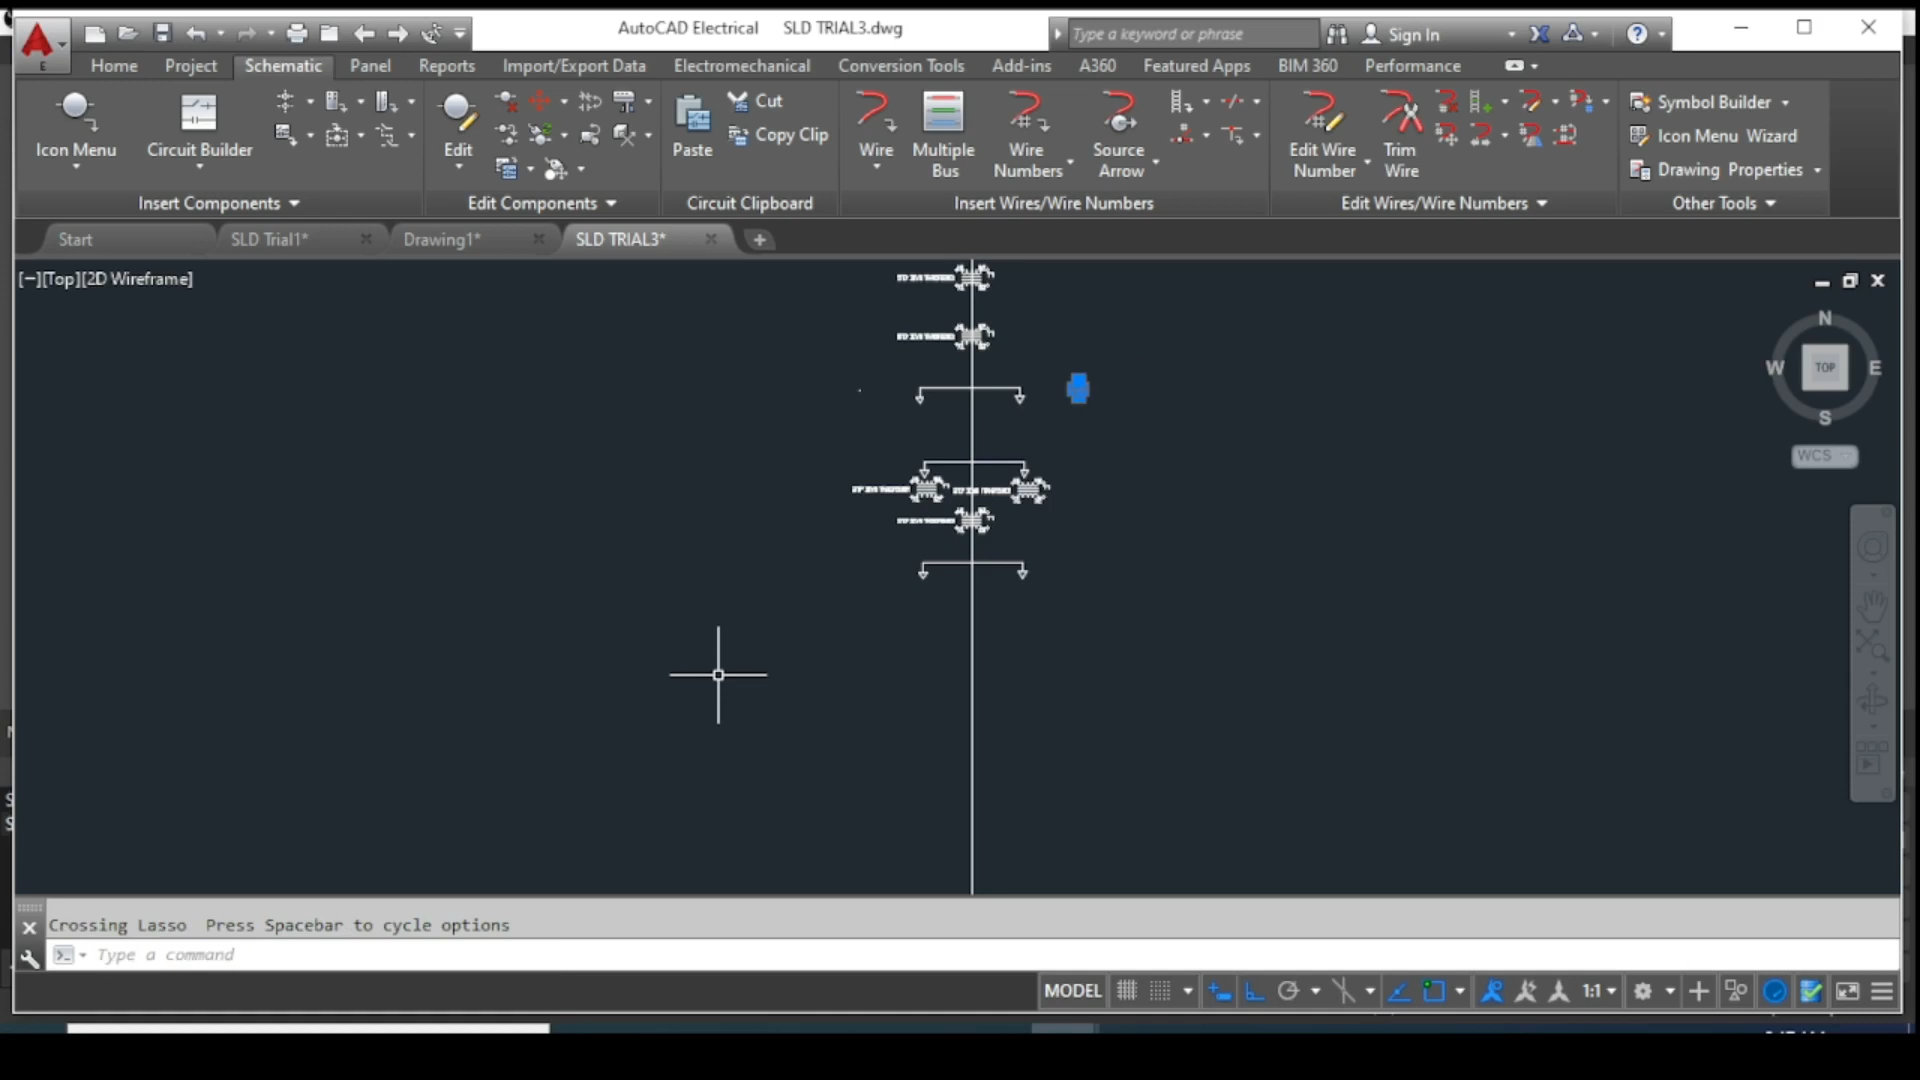 AutoCAD Electrical SLD TRIAL3.dwg
Type a keyword or phrase
Sign In
Home Project Schematic Panel Reports Import/Export Data Electromechanical Conversion Tools Add-ins A360 Featured Apps BIM 360 Performance
Icon Menu
Circuit Builder
Insert Components
Edit
Edit Components
Paste
Cut
Copy Clip
Circuit Clipboard
Wire
Multiple Bus
Wire Numbers
Source Arrow
Insert Wires/Wire Numbers
Edit Wire Number
Trim Wire
Edit Wires/Wire Numbers
Symbol Builder
Icon Menu Wizard
Drawing Properties
Other Tools
Start
SLD Trial1*
Drawing1*
SLD TRIAL3*
[−][Top][2D Wireframe]
N
W TOP E
S
WCS
Crossing Lasso Press Spacebar to cycle options
Type a command
MODEL
1:1